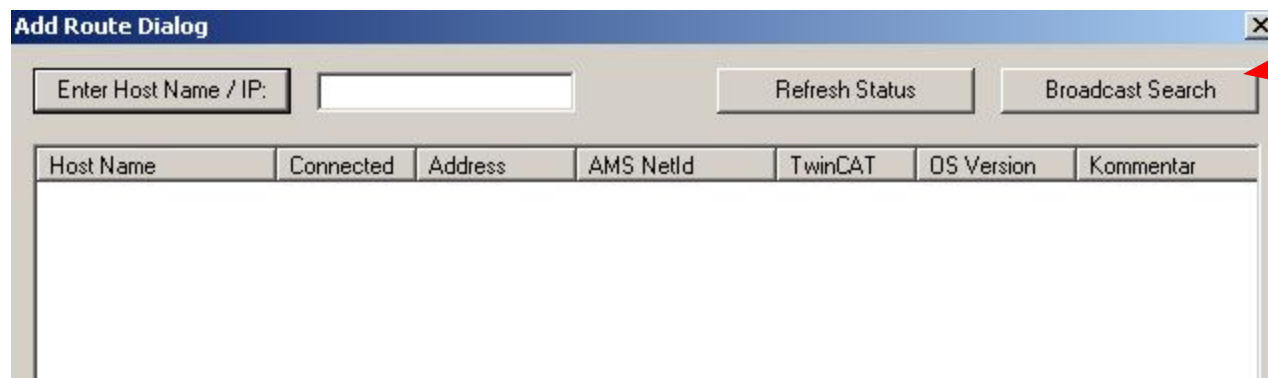 Add Route Dialog
Enter Host Name / IP: Refresh Status Broadcast Search
Host Name Connected Address AMS NetId TwinCAT OS Version Kommentar